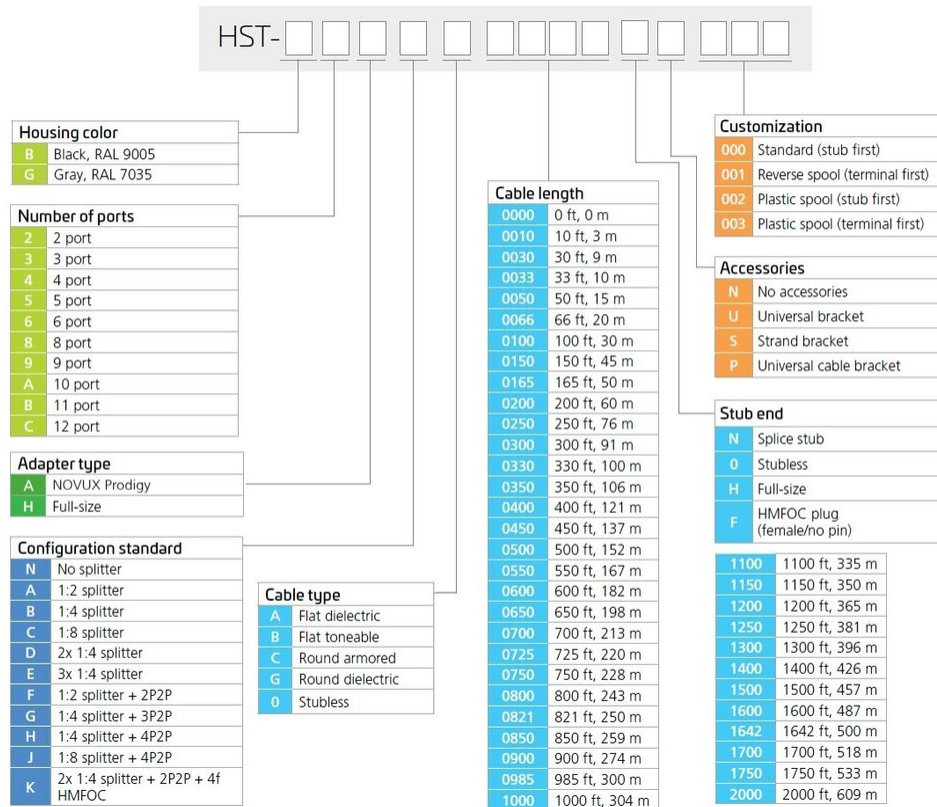 HST-
Housing color
B Black, RAL 9005
G Gray, RAL 7035
Number of ports
2 2 port
3 3 port
4 4 port
5 5 port
6 6 port
8 8 port
9 9 port
A 10 port
B 11 port
C 12 port
Adapter type
A NOVUX Prodigy
H Full-size
Configuration standard
N No splitter
A 1:2 splitter
B 1:4 splitter
C 1:8 splitter
D 2x 1:4 splitter
E 3x 1:4 splitter
F 1:2 splitter + 2P2P
G 1:4 splitter + 3P2P
H 1:4 splitter + 4P2P
J 1:8 splitter + 4P2P
K 2x 1:4 splitter + 2P2P + 4f
HMFOC
Cable type
A Flat dielectric
B Flat toneable
C Round armored
G Round dielectric
0 Stubless
Cable length
0000 0 ft, 0 m
0010 10 ft, 3 m
0030 30 ft, 9 m
0033 33 ft, 10 m
0050 50 ft, 15 m
0066 66 ft, 20 m
0100 100 ft, 30 m
0150 150 ft, 45 m
0165 165 ft, 50 m
0200 200 ft, 60 m
0250 250 ft, 76 m
0300 300 ft, 91 m
0330 330 ft, 100 m
0350 350 ft, 106 m
0400 400 ft, 121 m
0450 450 ft, 137 m
0500 500 ft, 152 m
0550 550 ft, 167 m
0600 600 ft, 182 m
0650 650 ft, 198 m
0700 700 ft, 213 m
0725 725 ft, 220 m
0750 750 ft, 228 m
0800 800 ft, 243 m
0821 821 ft, 250 m
0850 850 ft, 259 m
0900 900 ft, 274 m
0985 985 ft, 300 m
1000 1000 ft, 304 m
Customization
000 Standard (stub first)
001 Reverse spool (terminal first)
002 Plastic spool (stub first)
003 Plastic spool (terminal first)
Accessories
N No accessories
U Universal bracket
S Strand bracket
P Universal cable bracket
Stub end
N Splice stub
0 Stubless
H Full-size
F HMFOC plug
(female/no pin)
1100 1100 ft, 335 m
1150 1150 ft, 350 m
1200 1200 ft, 365 m
1250 1250 ft, 381 m
1300 1300 ft, 396 m
1400 1400 ft, 426 m
1500 1500 ft, 457 m
1600 1600 ft, 487 m
1642 1642 ft, 500 m
1700 1700 ft, 518 m
1750 1750 ft, 533 m
2000 2000 ft, 609 m